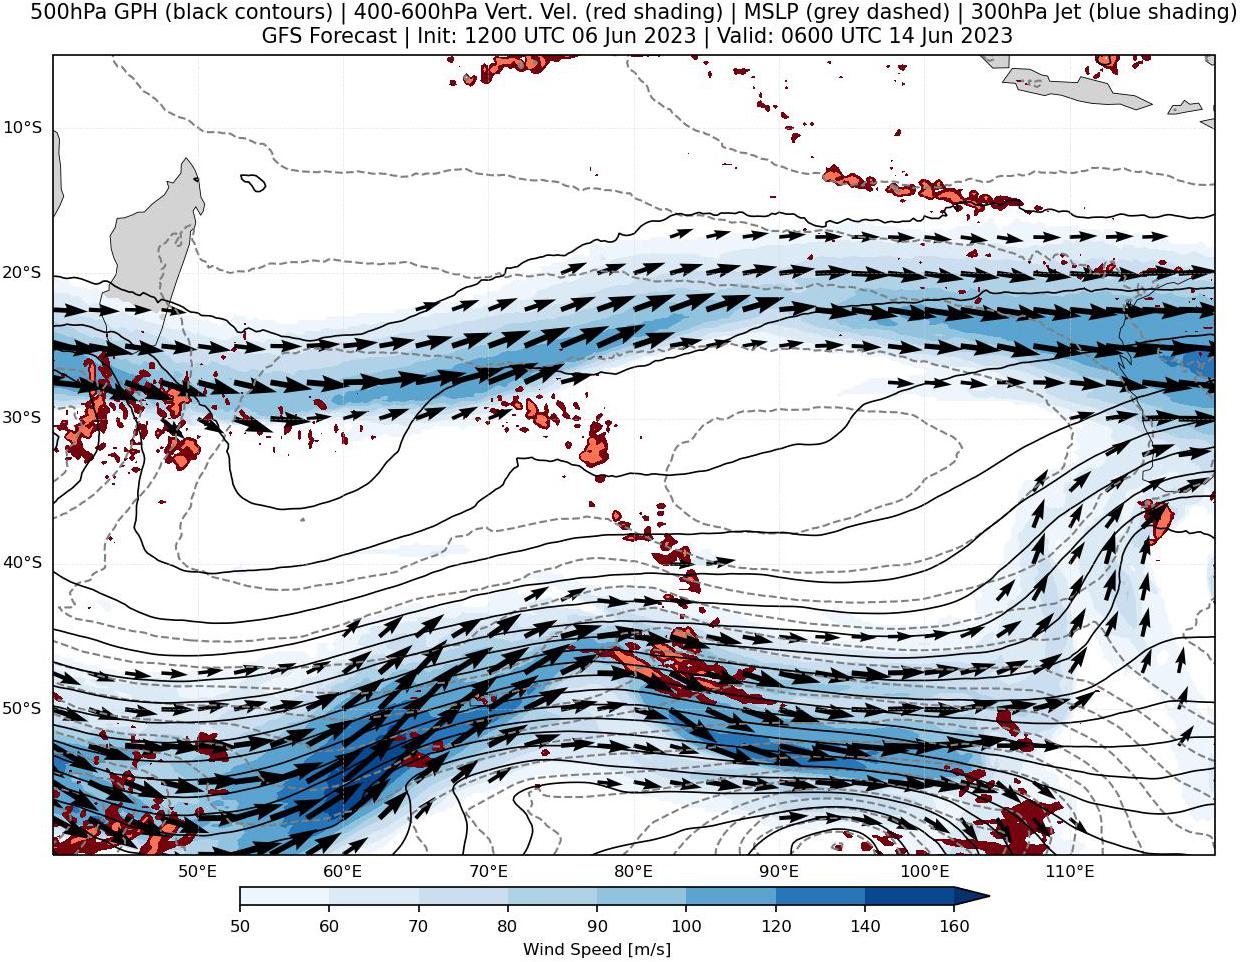 500hPa GPH (black contours) | 400-600hPa Vert. Vel. (red shading) | MSLP (grey dashed) | 300hPa Jet (blue shading)
GFS Forecast | Init: 1200 UTC 06 Jun 2023 | Valid: 0600 UTC 14 Jun 2023
10°S
20°S
30°S
40°S
50°S
50°E 60°E 70°E 80°E 90°E 100°E 110°E
50 60 70 80 90 100 120 140 160
Wind Speed [m/s]